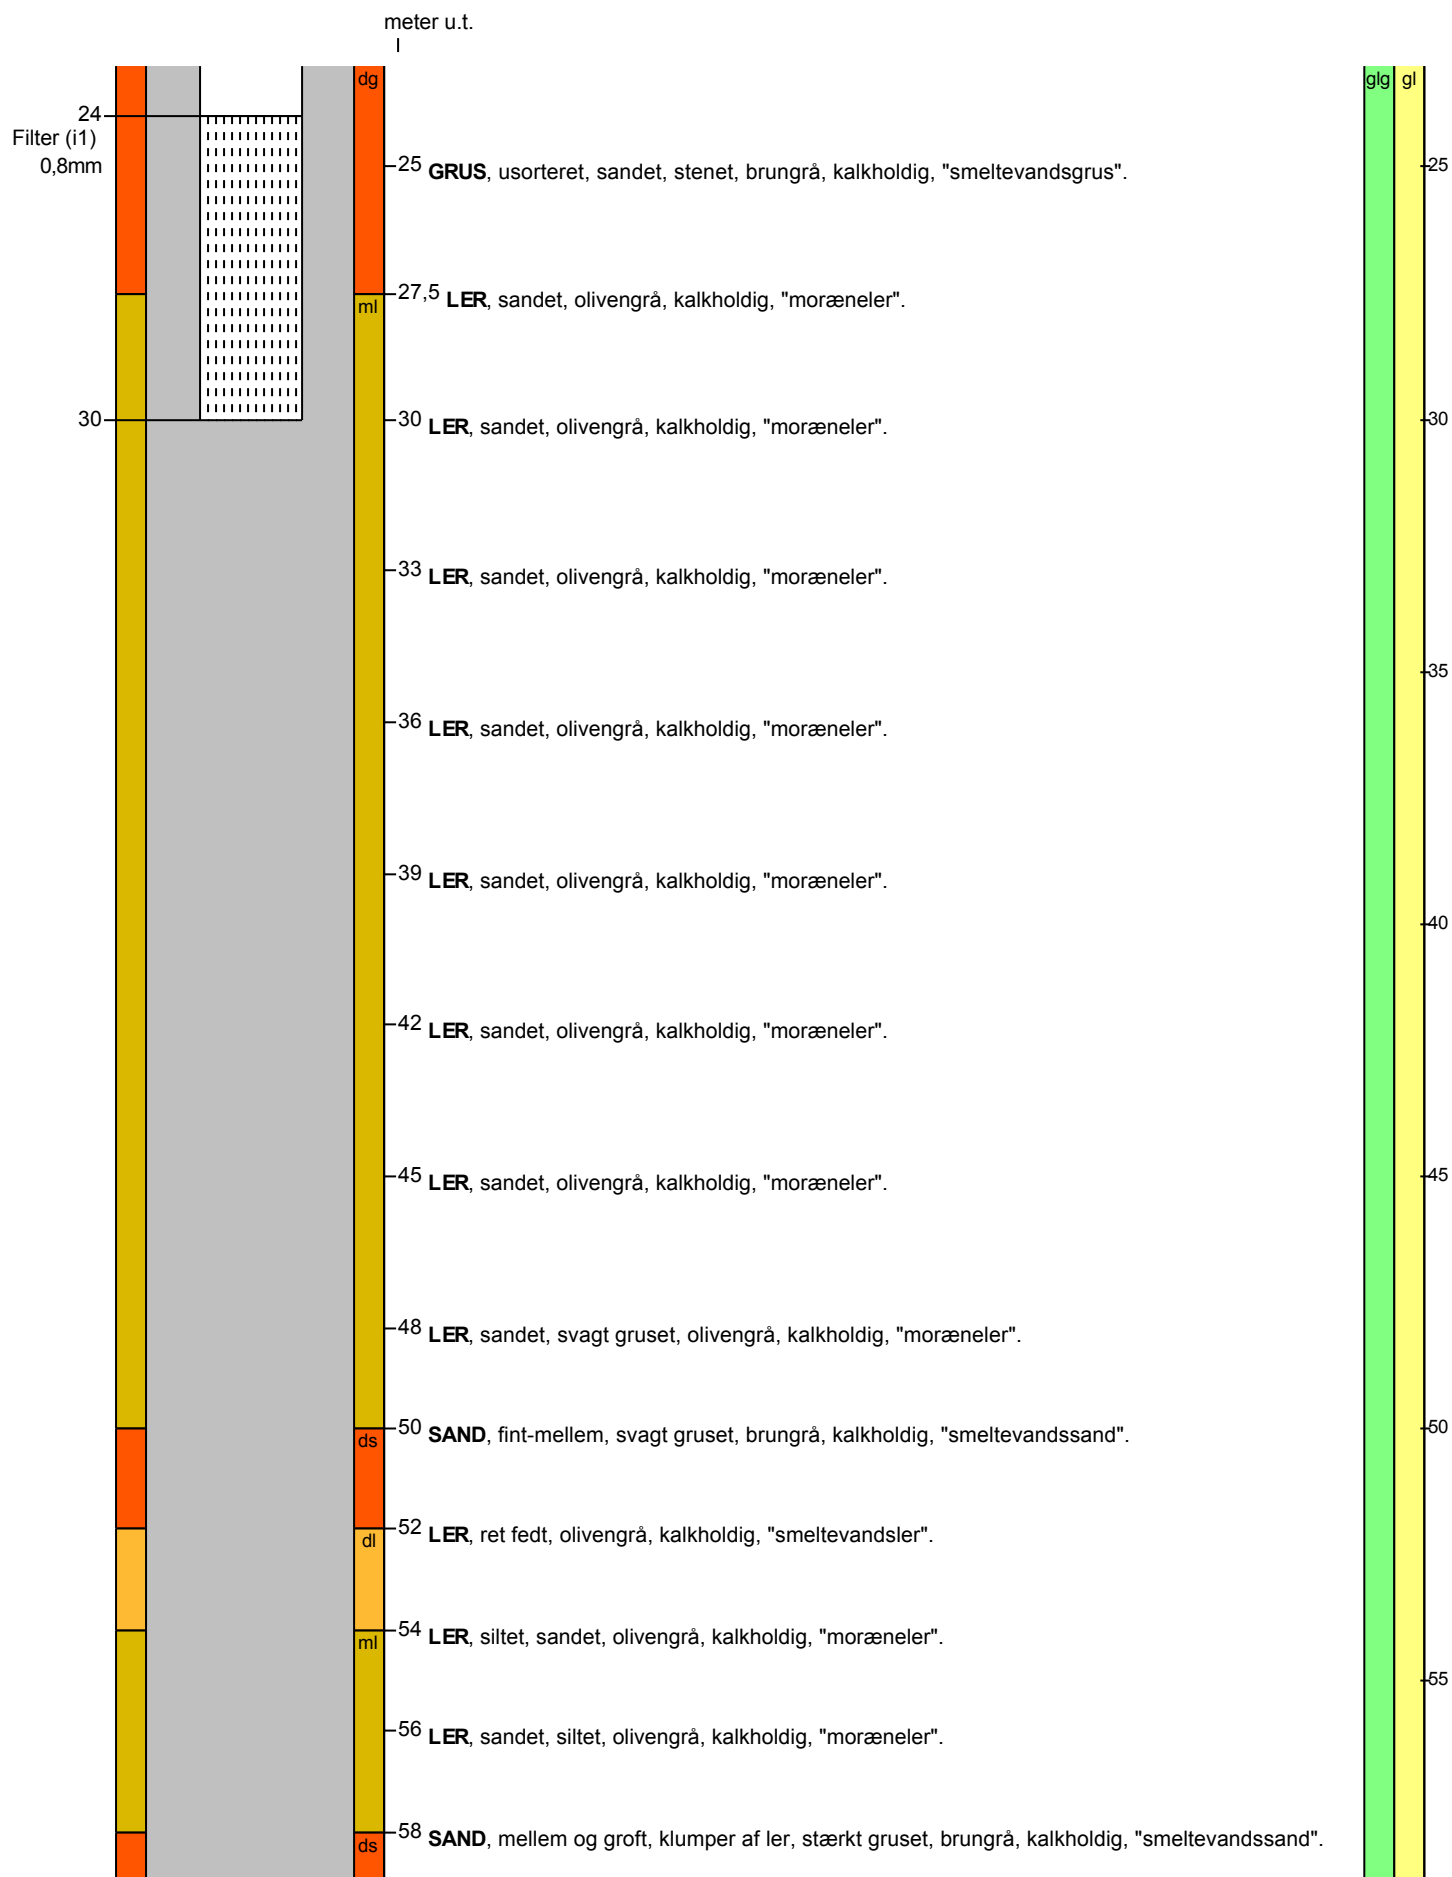 meter u.t.
dg
glg gl
24
Filter (i1)
0,8mm
25 GRUS, usorteret, sandet, stenet, brungrå, kalkholdig, "smeltevandsgrus".
25
27,5 LER, sandet, olivengrå, kalkholdig, "moræneler".
ml
30
30 LER, sandet, olivengrå, kalkholdig, "moræneler".
30
33 LER, sandet, olivengrå, kalkholdig, "moræneler".
35
36 LER, sandet, olivengrå, kalkholdig, "moræneler".
39 LER, sandet, olivengrå, kalkholdig, "moræneler".
40
42 LER, sandet, olivengrå, kalkholdig, "moræneler".
45 LER, sandet, olivengrå, kalkholdig, "moræneler".
45
48 LER, sandet, svagt gruset, olivengrå, kalkholdig, "moræneler".
50 SAND, fint-mellem, svagt gruset, brungrå, kalkholdig, "smeltevandssand".
50
ds
52 LER, ret fedt, olivengrå, kalkholdig, "smeltevandsler".
dl
54 LER, siltet, sandet, olivengrå, kalkholdig, "moræneler".
ml
55
56 LER, sandet, siltet, olivengrå, kalkholdig, "moræneler".
58 SAND, mellem og groft, klumper af ler, stærkt gruset, brungrå, kalkholdig, "smeltevandssand".
ds